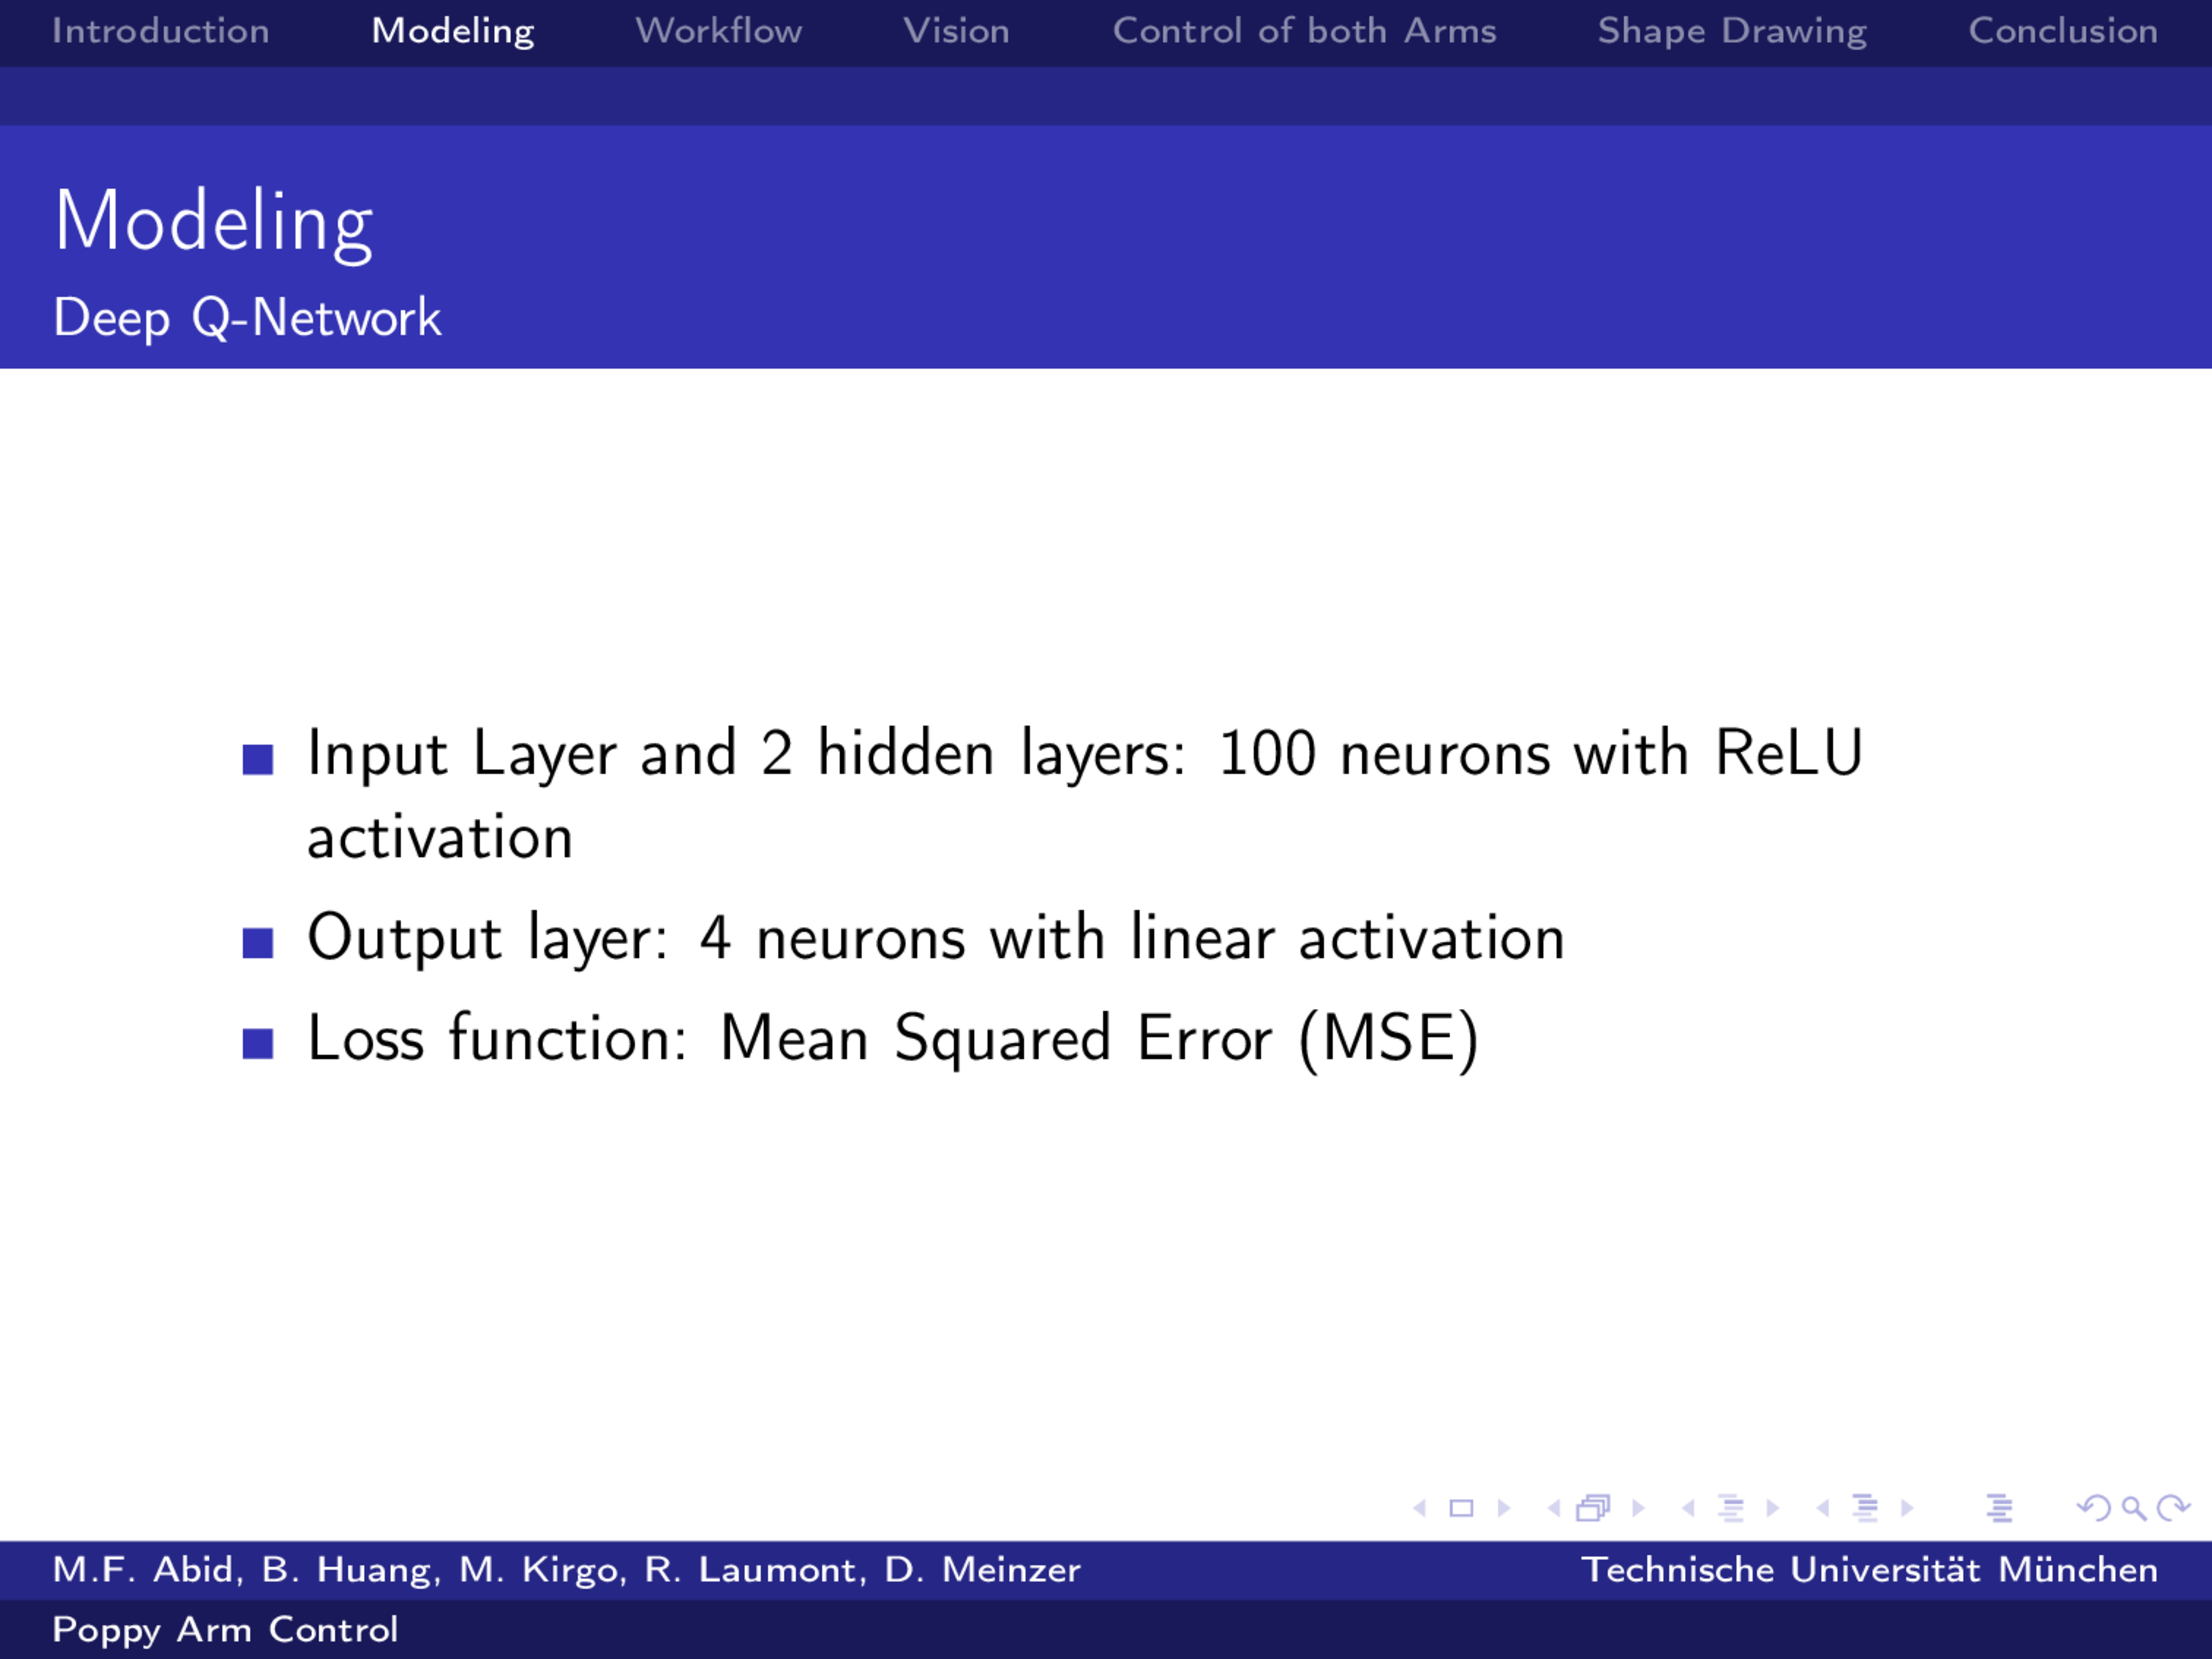 Introduction Modeling Workflow Vision Control of both Arms Shape Drawing Conclusion
Modeling
Deep Q-Network
Input Layer and 2 hidden layers: 100 neurons with ReLU
activation
Output layer: 4 neurons with linear activation
Loss function: Mean Squared Error (MSE)
M.F. Abid, B. Huang, M. Kirgo, R. Laumont, D. Meinzer Technische Universität München
Poppy Arm Control